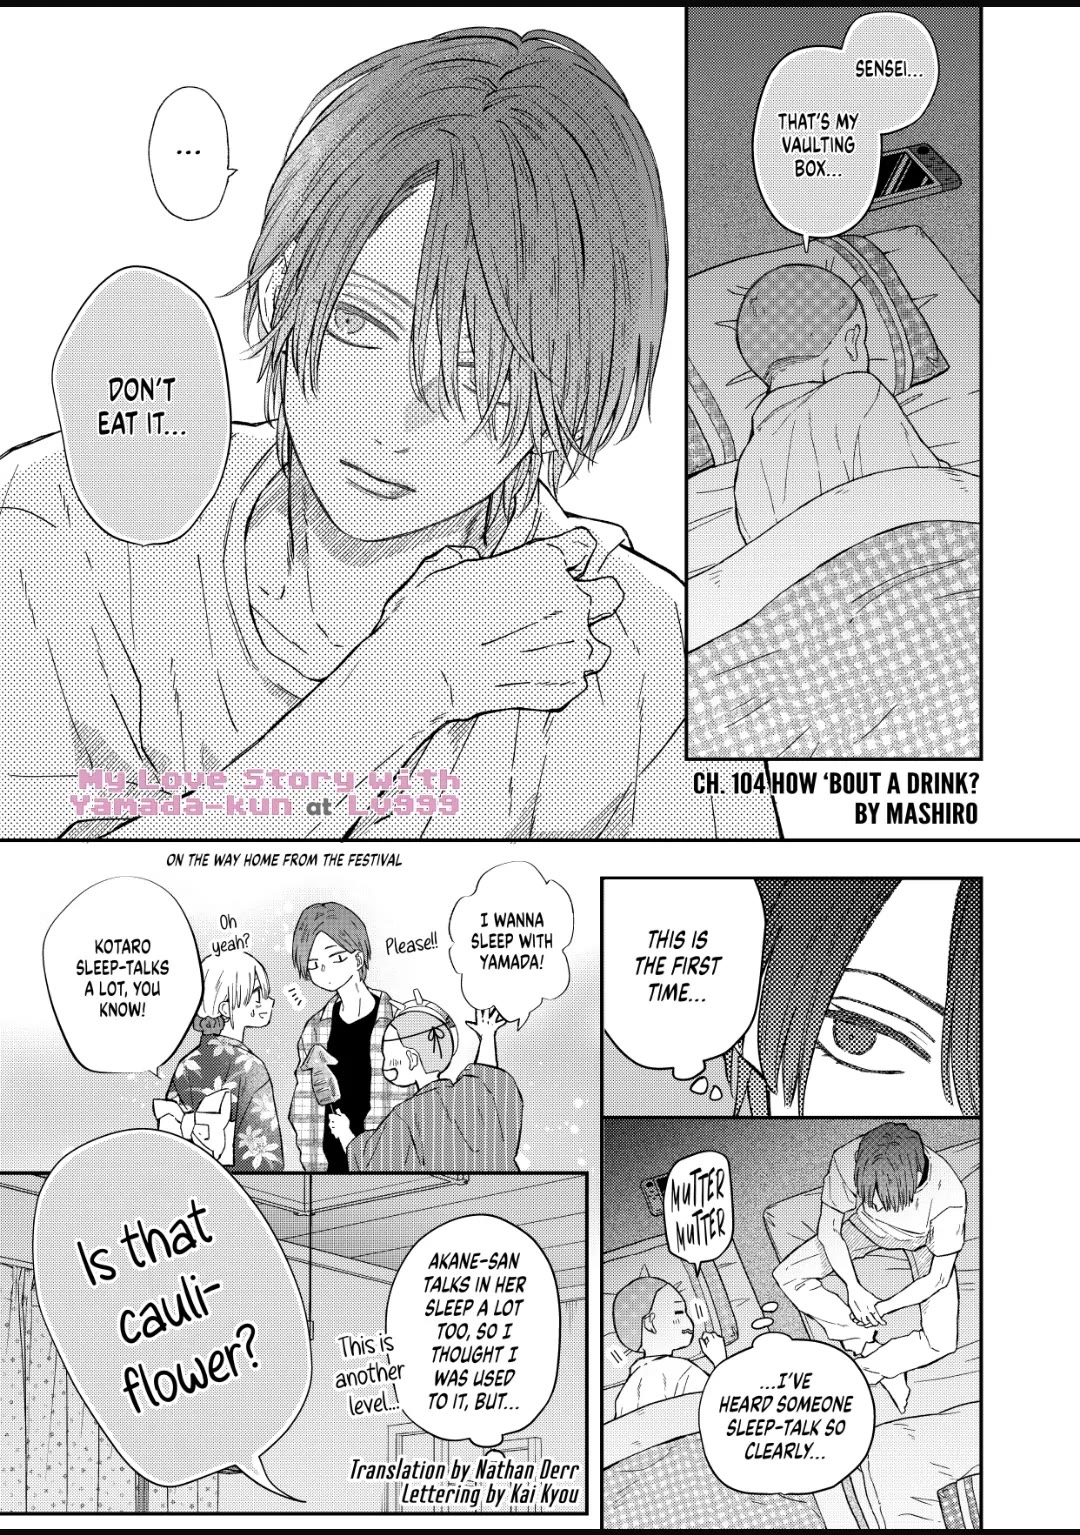 SENSEI...
THAT'S MY
VAULTING
BOX...
...
DON'T
EAT IT...
My Love Story with
Yamada-kun at Lv999
CH. 104 HOW 'BOUT A DRINK?
BY MASHIRO
THIS IS
THE FIRST
TIME...
MUTTER
MUTTER
...I'VE
HEARD SOMEONE
SLEEP-TALK SO
CLEARLY...
ON THE WAY HOME FROM THE FESTIVAL
I WANNA
SLEEP WITH
YAMADA!
Please!!
Oh
yeah?
KOTARO
SLEEP-TALKS
A LOT, YOU
KNOW!
AKANE-SAN
TALKS IN HER
SLEEP A LOT
TOO, SO I
THOUGHT I
WAS USED
TO IT, BUT...
This is
another
level...
Is that
cauli-
flower?
Translation by Nathan Derr
Lettering by Kai Kyou